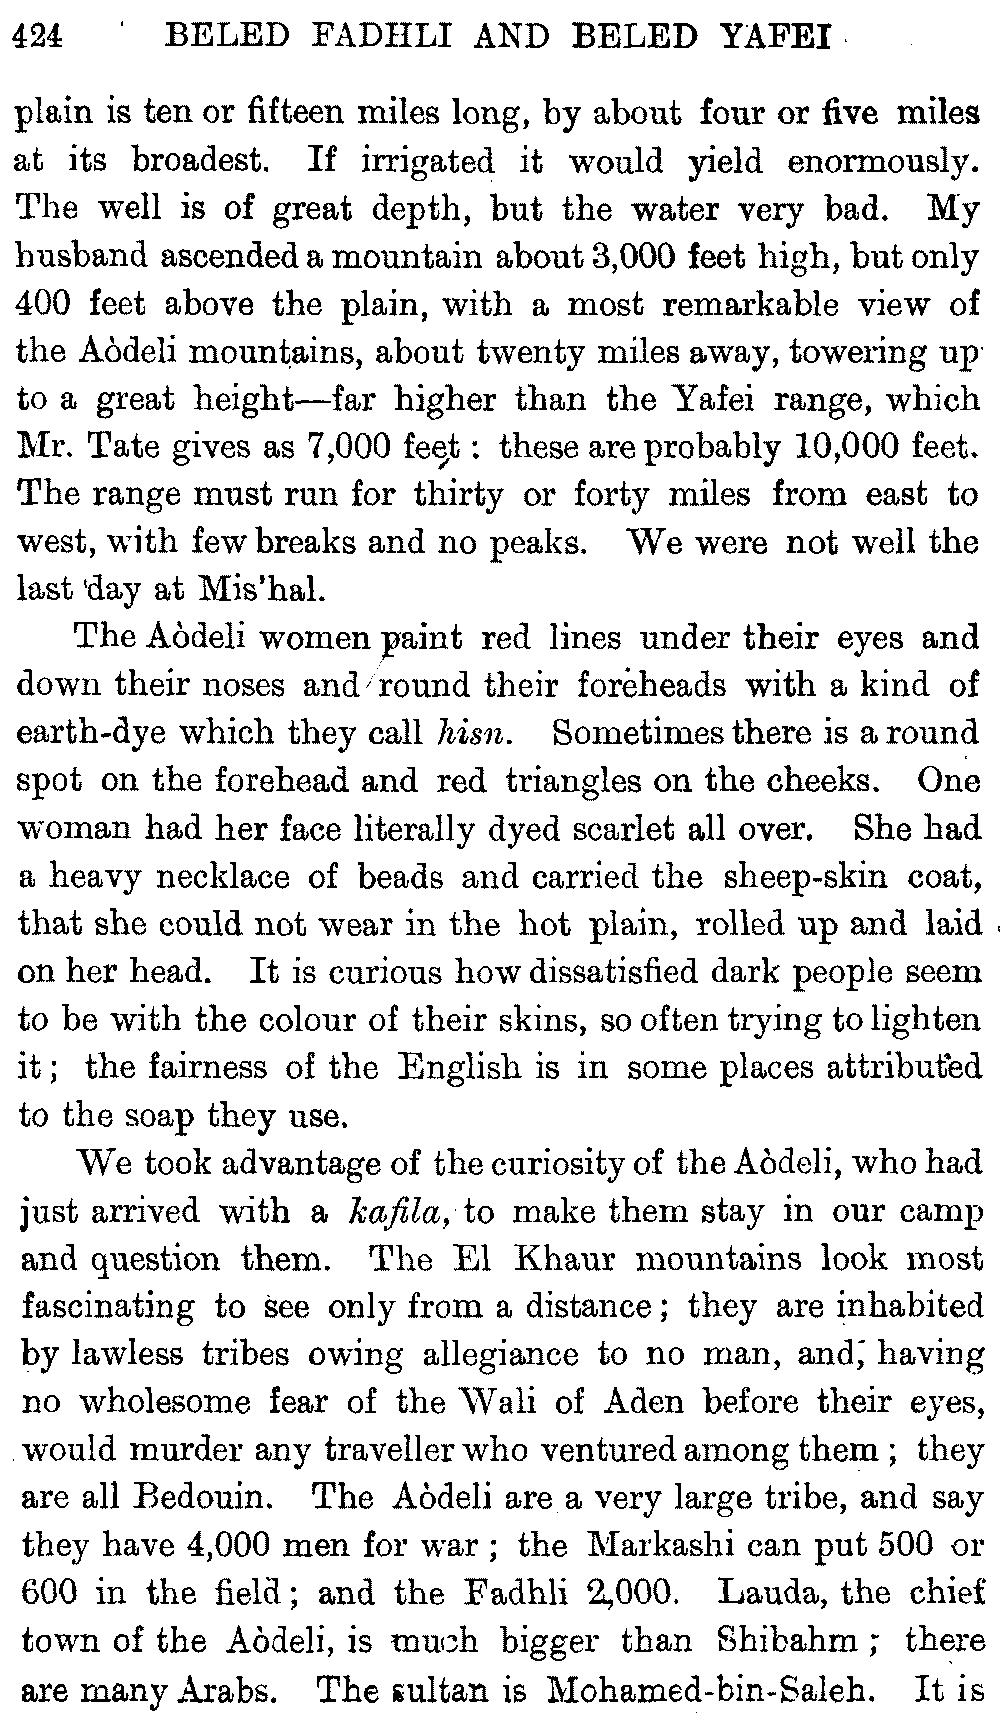 424 BELED FADHLI AND BELED YAFEI
plain is ten or fifteen miles long, by about four or five miles
at its broadest. If irrigated it would yield enormously.
The well is of great depth, but the water very bad. My
husband ascended a mountain about 3,000 feet high, but only
400 feet above the plain, with a most remarkable view of
the Aòdeli mountains, about twenty miles away, towering up
to a great height—far higher than the Yafei range, which
Mr. Tate gives as 7,000 feet: these are probably 10,000 feet.
The range must run for thirty or forty miles from east to
west, with few breaks and no peaks. We were not well the
last day at Mis'hal.
The Aòdeli women paint red lines under their eyes and
down their noses and round their foreheads with a kind of
earth-dye which they call hisn. Sometimes there is a round
spot on the forehead and red triangles on the cheeks. One
woman had her face literally dyed scarlet all over. She had
a heavy necklace of beads and carried the sheep-skin coat,
that she could not wear in the hot plain, rolled up and laid
on her head. It is curious how dissatisfied dark people seem
to be with the colour of their skins, so often trying to lighten
it; the fairness of the English is in some places attributed
to the soap they use.
We took advantage of the curiosity of the Aòdeli, who had
just arrived with a kafila, to make them stay in our camp
and question them. The El Khaur mountains look most
fascinating to see only from a distance; they are inhabited
by lawless tribes owing allegiance to no man, and, having
no wholesome fear of the Wali of Aden before their eyes,
would murder any traveller who ventured among them; they
are all Bedouin. The Aòdeli are a very large tribe, and say
they have 4,000 men for war; the Markashi can put 500 or
600 in the field; and the Fadhli 2,000. Lauda, the chief
town of the Aòdeli, is much bigger than Shibahm; there
are many Arabs. The sultan is Mohamed-bin-Saleh. It is